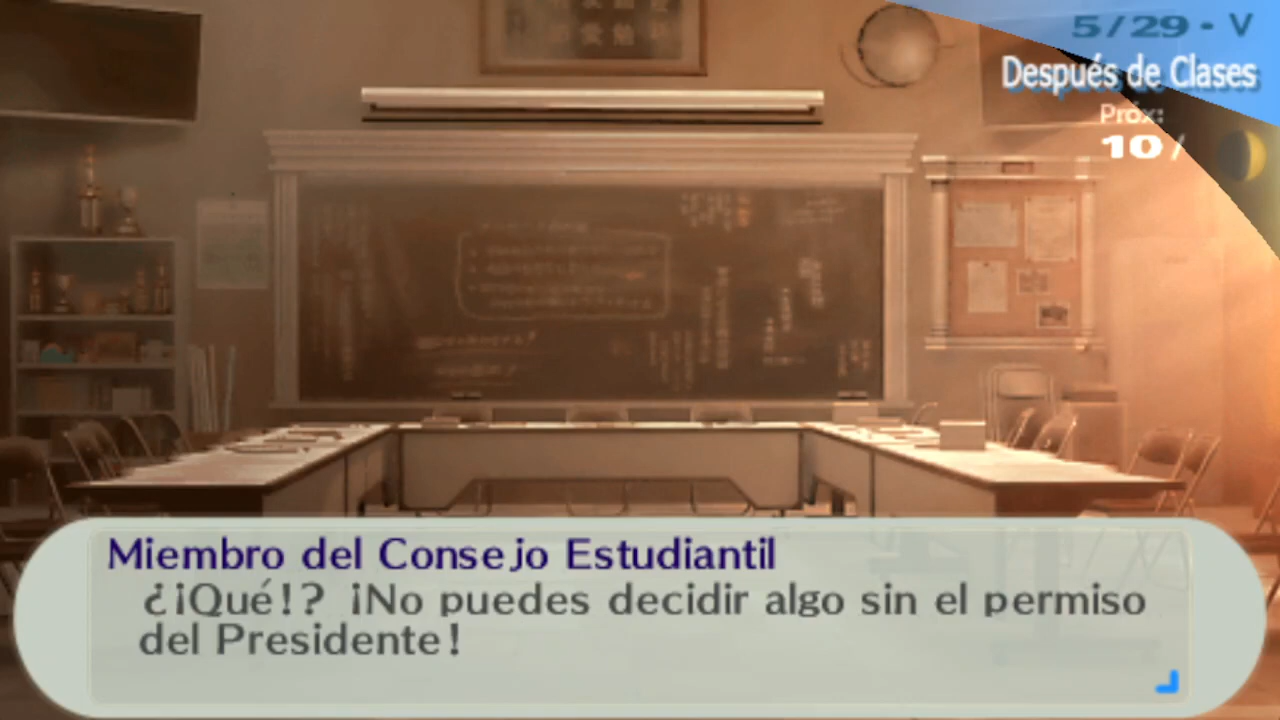 5/29 • V
Después de Clases
Próx:
10/
Miembro del Consejo Estudiantil
¿¡Qué!? ¡No puedes decidir algo sin el permiso
del Presidente!